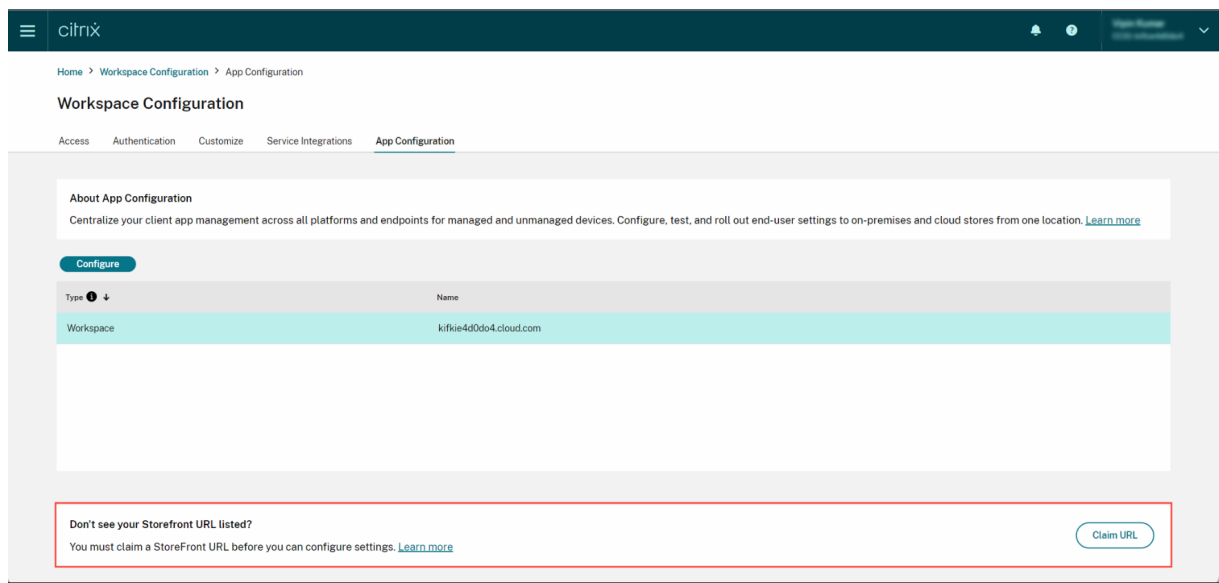 citrix
Home > Workspace Configuration > App Configuration
Workspace Configuration
Access Authentication Customize Service Integrations App Configuration
About App Configuration
Centralize your client app management across all platforms and endpoints for managed and unmanaged devices. Configure, test, and roll out end-user settings to on-premises and cloud stores from one location. Learn more
Configure
Type Name
Workspace kifkie4d0do4.cloud.com
Don't see your Storefront URL listed?
You must claim a StoreFront URL before you can configure settings. Learn more
Claim URL